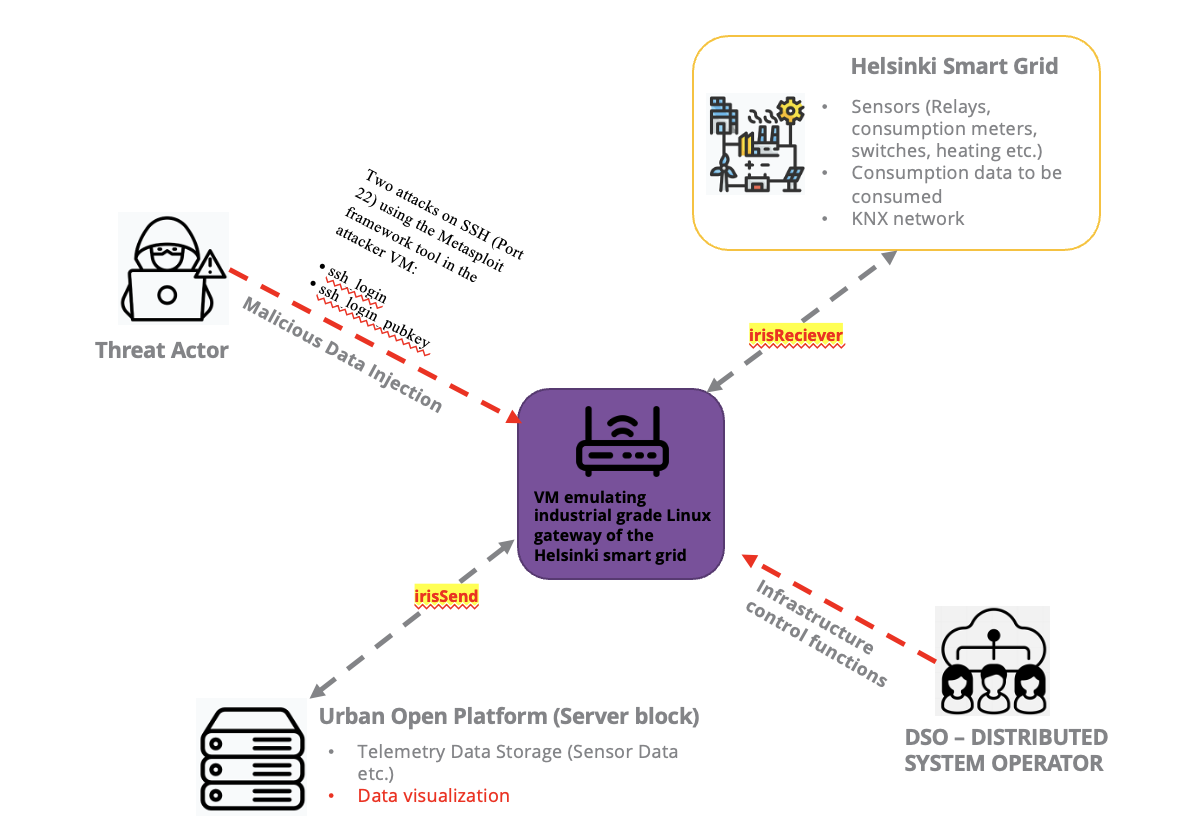 Helsinki Smart Grid
• Sensors (Relays,
consumption meters,
switches, heating etc.)
• Consumption data to be
consumed
• KNX network
Two attacks on SSH (Port
22) using the Metasploit
framework tool in the
attacker VM:
• ssh_login
• ssh_login_pubkey
Malicious Data Injection
Threat Actor
irisReciever
VM emulating
industrial grade Linux
gateway of the
Helsinki smart grid
irisSend
Infrastructure
control functions
Urban Open Platform (Server block)
• Telemetry Data Storage (Sensor Data
etc.)
• Data visualization
DSO – DISTRIBUTED
SYSTEM OPERATOR